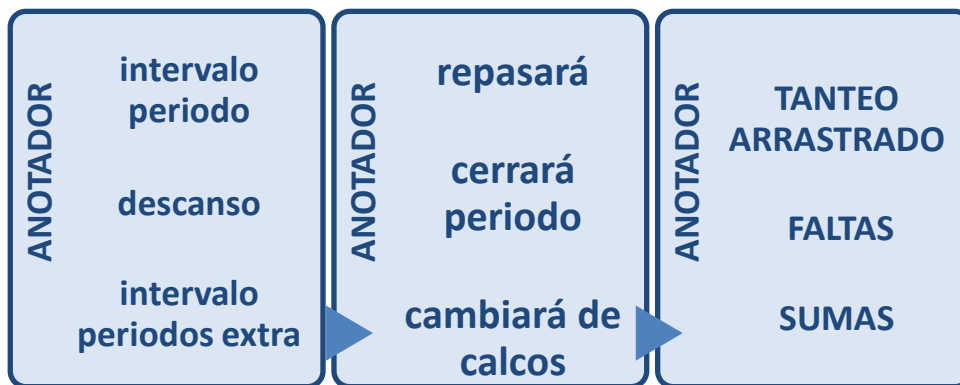 ANOTADOR
intervalo
periodo
descanso
intervalo
periodos extra
ANOTADOR
repasará
cerrará
periodo
cambiará de
calcos
ANOTADOR
TANTEO
ARRASTRADO
FALTAS
SUMAS